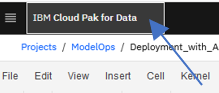 IBM Cloud Pak for Data
Projects / ModelOps / Deployment_with_A
File Edit View Insert Cell Kernel